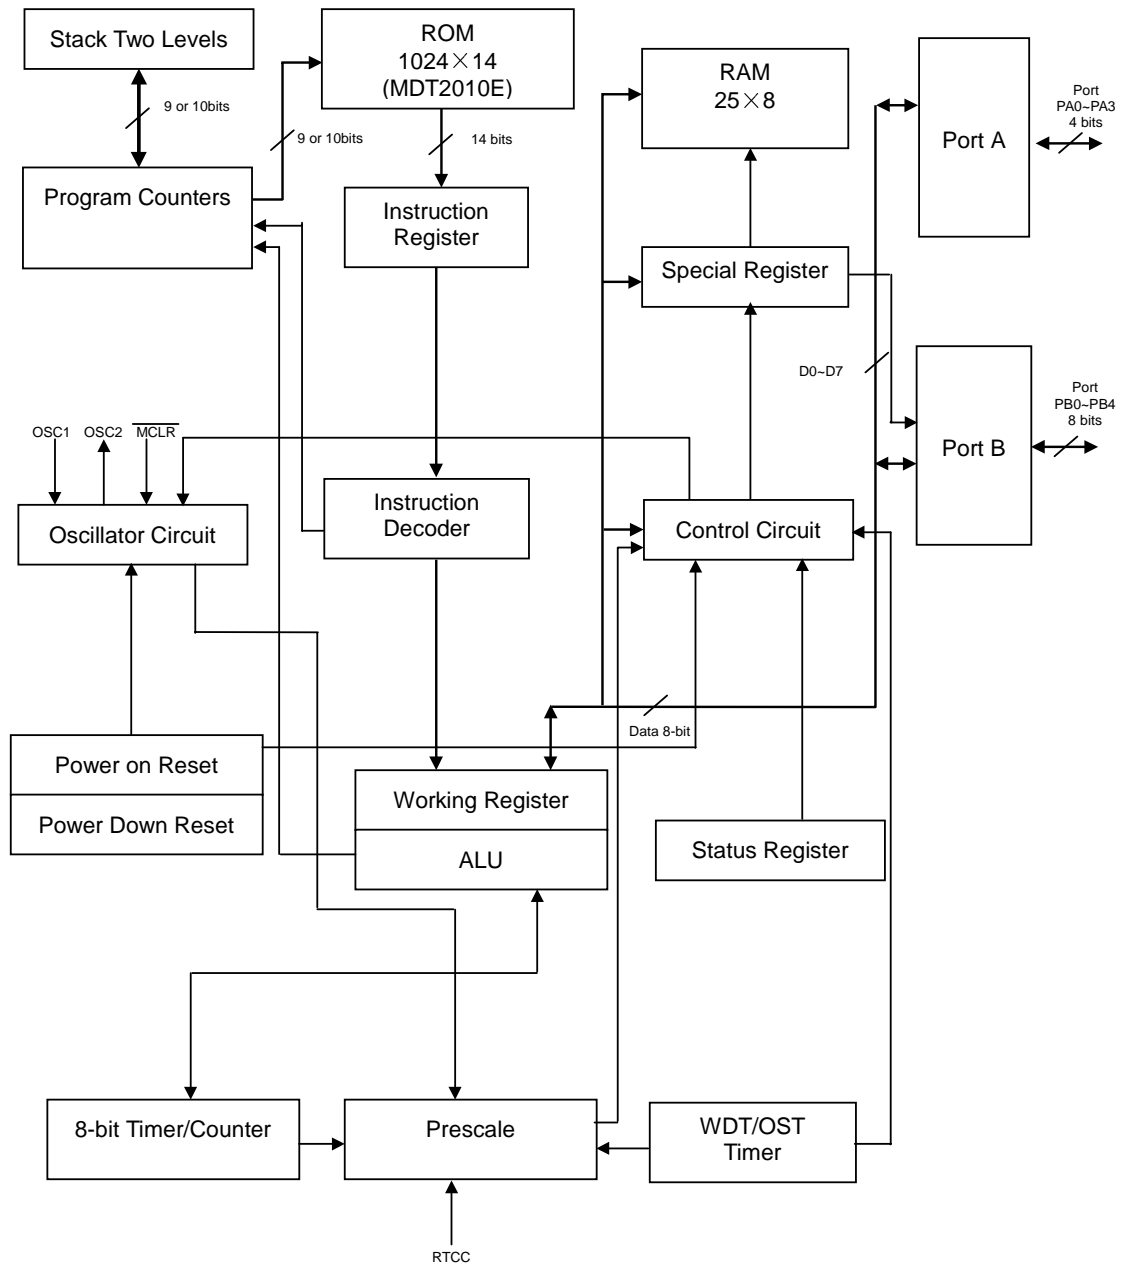 Stack Two Levels
9 or 10bits
Program Counters
ROM
1024×14
(MDT2010E)
9 or 10bits
14 bits
Instruction
Register
RAM
25×8
Special Register
Port A
Port
PA0~PA3
4 bits
D0~D7
Port B
Port
PB0~PB4
8 bits
OSC1
OSC2
MCLR
Oscillator Circuit
Instruction
Decoder
Control Circuit
Data 8-bit
Power on Reset
Power Down Reset
Working Register
ALU
Status Register
8-bit Timer/Counter
Prescale
WDT/OST
Timer
RTCC